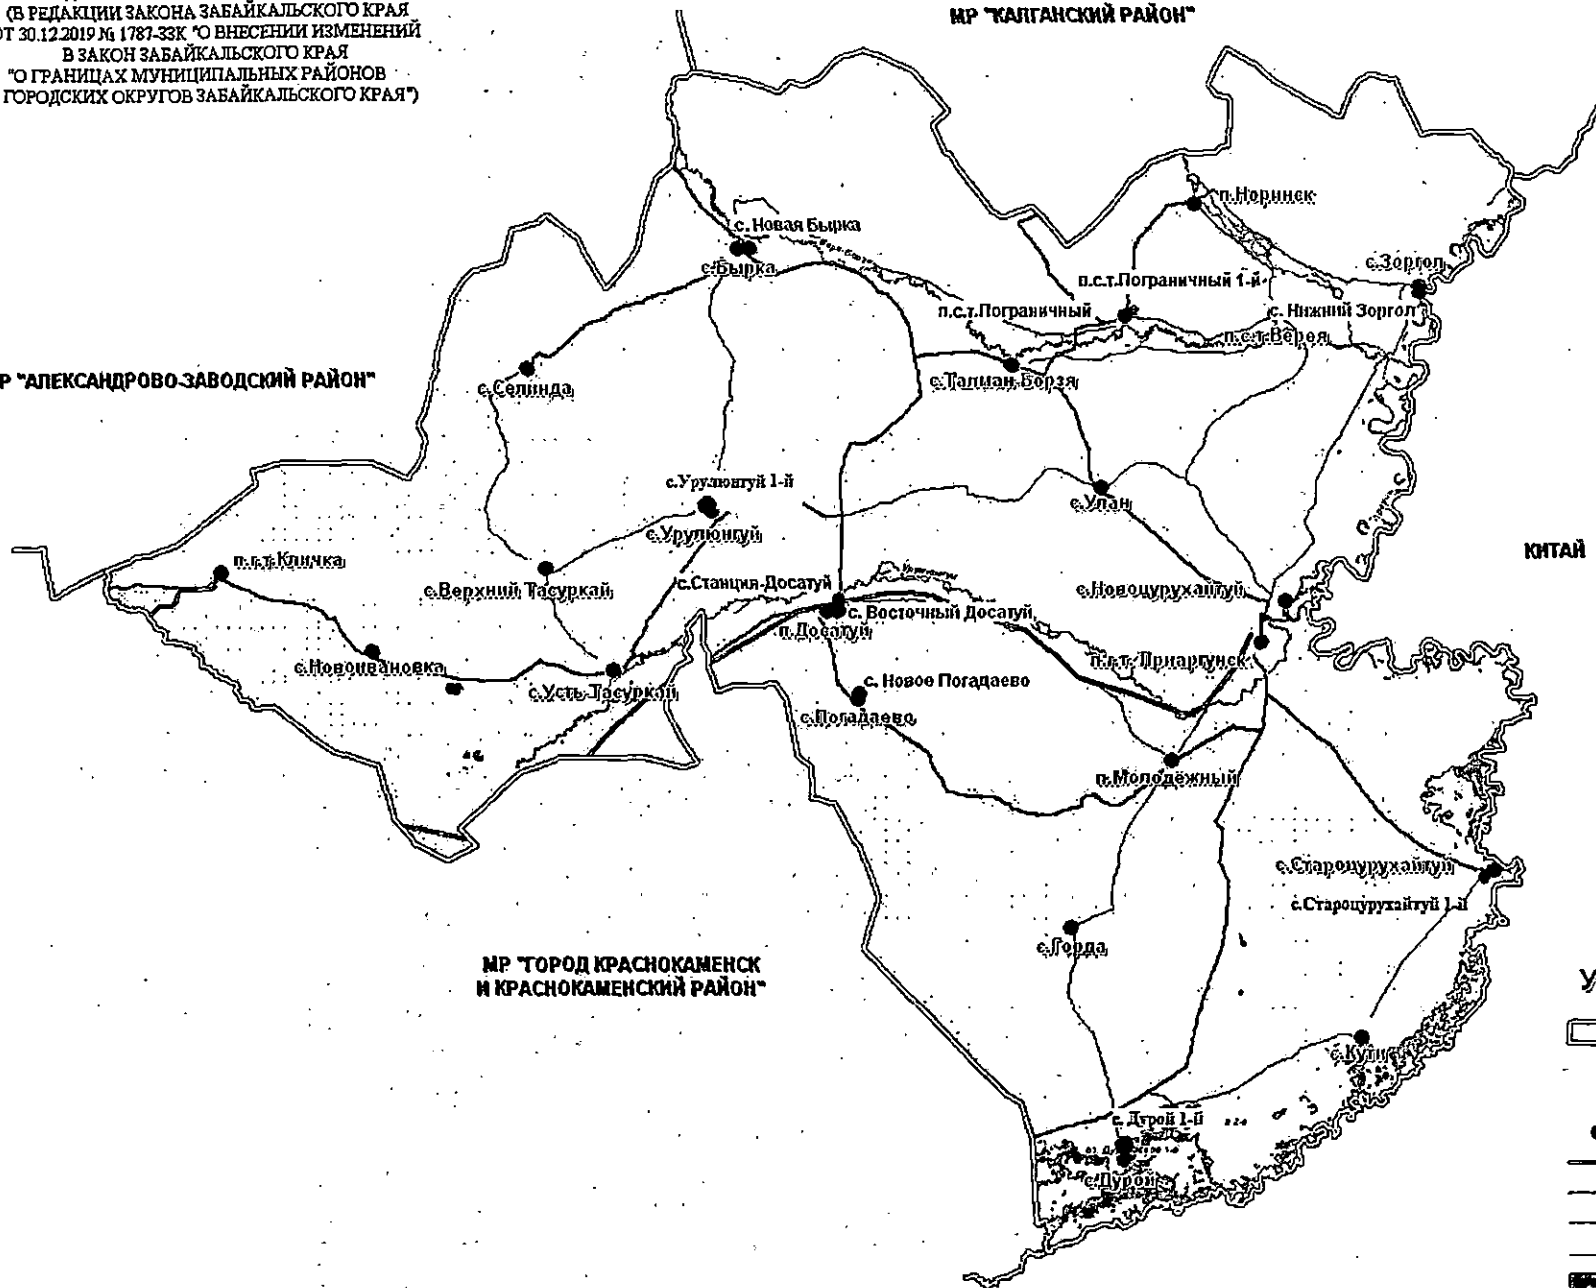 (В РЕДАКЦИИ ЗАКОНА ЗАБАЙКАЛЬСКОГО КРАЯ
ОТ 30.12.2019 № 1787-ЗЗК "О ВНЕСЕНИИ ИЗМЕНЕНИЙ
В ЗАКОН ЗАБАЙКАЛЬСКОГО КРАЯ
"О ГРАНИЦАХ МУНИЦИПАЛЬНЫХ РАЙОНОВ
ГОРОДСКИХ ОКРУГОВ ЗАБАЙКАЛЬСКОГО КРАЯ")
МР "КАЛГАНСКИЙ РАЙОН"
п.Норинск
с.Новая Бырка
с.Бырка
с.Зоргол
п.с.т.Пограничный 1-й
п.с.т.Пограничный
с. Нижний Зоргол
п.с.т.Верея
Р "АЛЕКСАНДРОВО-ЗАВОДСКИЙ РАЙОН"
с.Селинда
с.Талман-Борзя
с.Урулюнгуй 1-й
с.Улан
с.Урулюнгуй
КИТАЙ
п.г.т.Кличка
с.Верхний Тасуркай
с.Станция-Досатуй
с.Новоцурухайтуй
с. Восточный Досатуй
п.Досатуй
с.Новоивановка
п.г.т. Приаргунск
с.Усть-Тасуркай
с. Новое Погадаево
с.Погадаево
п.Молодёжный
с.Староцурухайтуй
с.Староцурухайтуй 1-й
с.Горда
МР "ГОРОД КРАСНОКАМЕНСК
И КРАСНОКАМЕНСКИЙ РАЙОН"
У
с.Кути
с. Дурой 1-й
с.Дурой